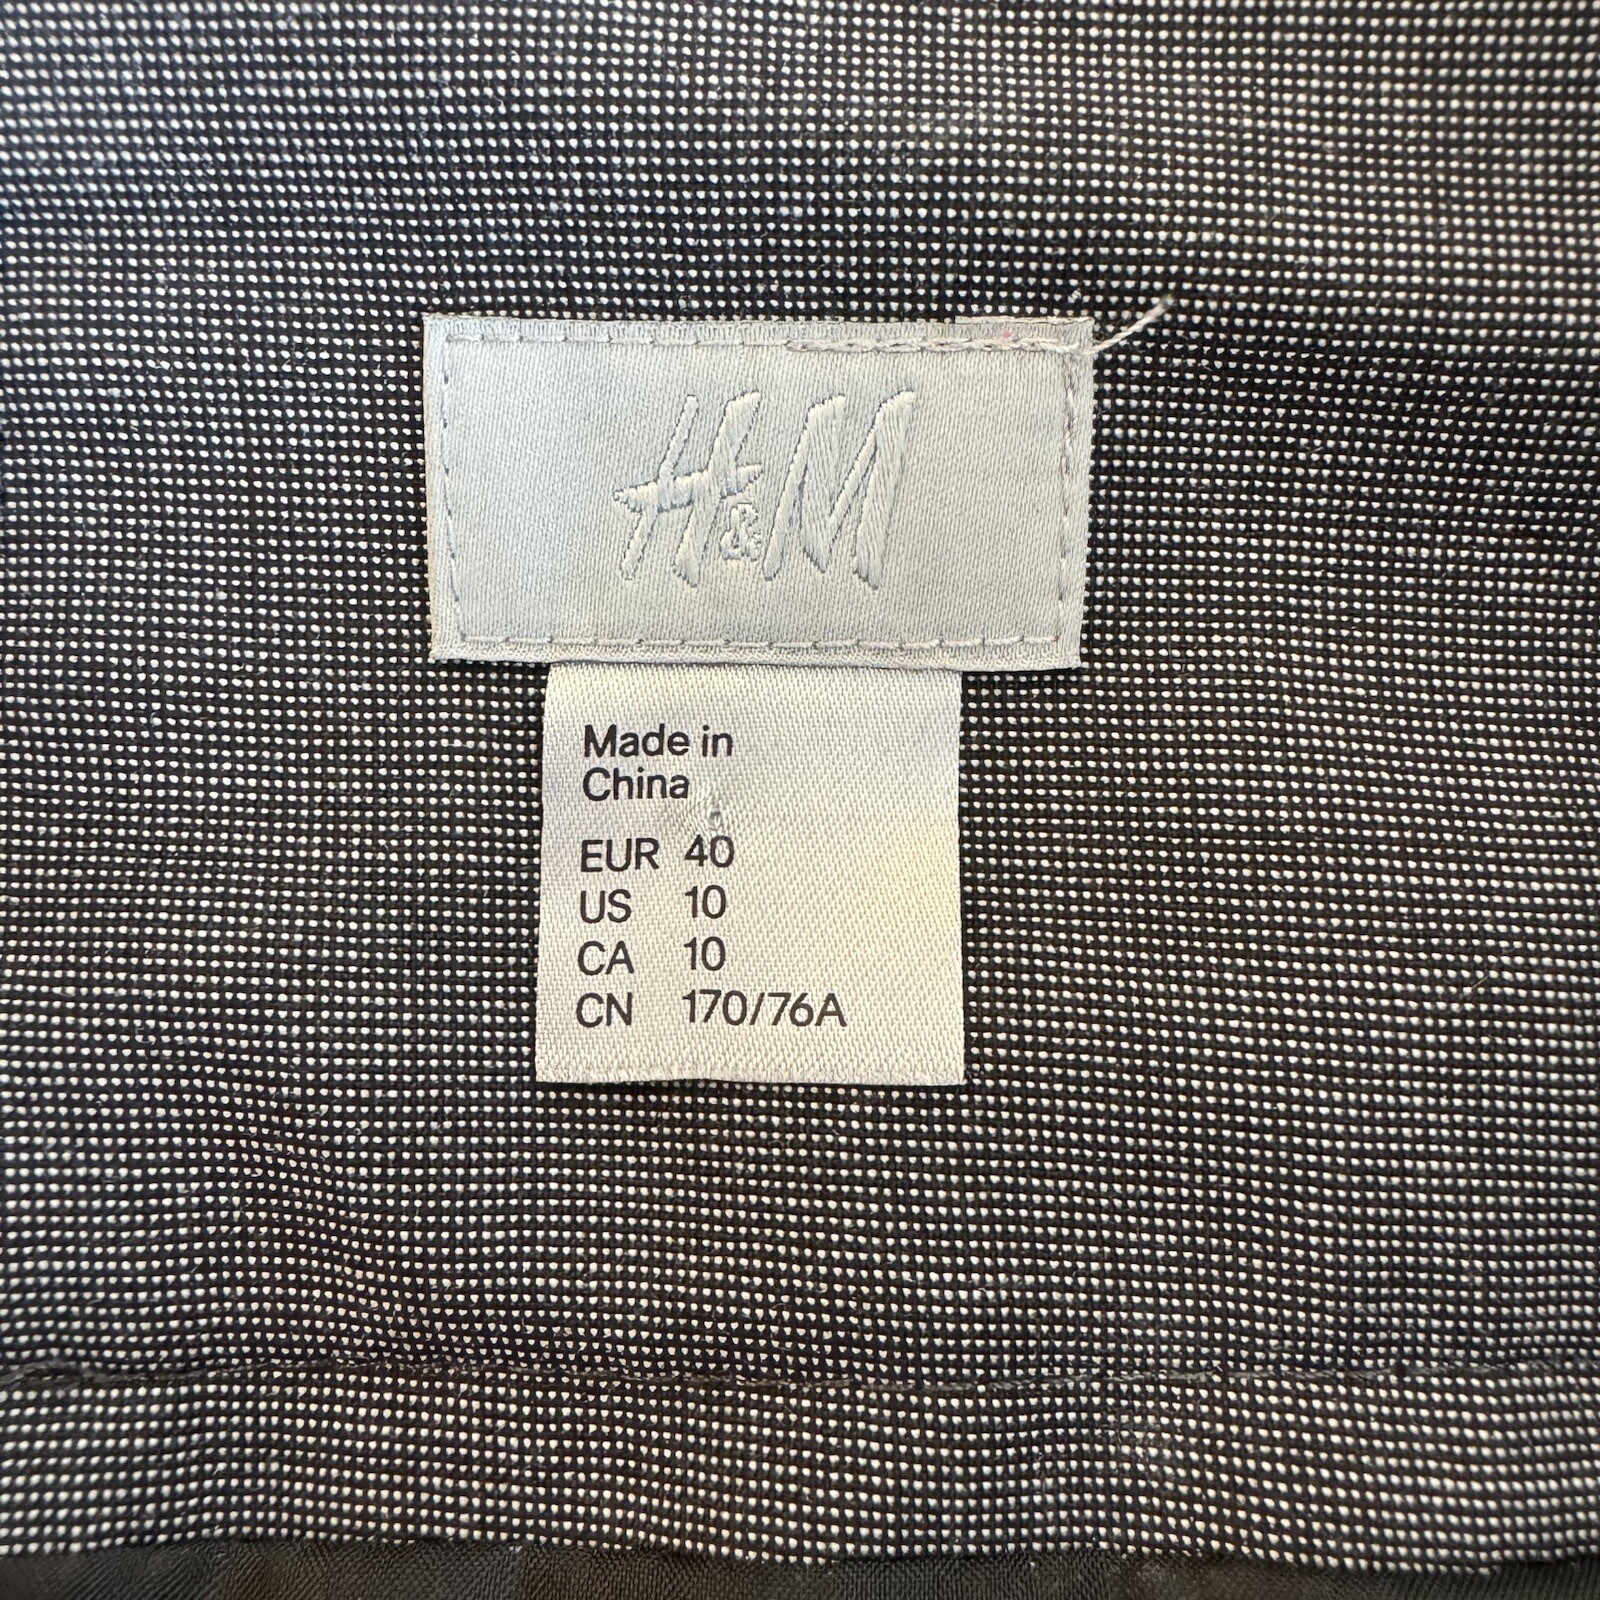 H&M
Made in
China
EUR 40
US 10
CA 10
CN 170/76A